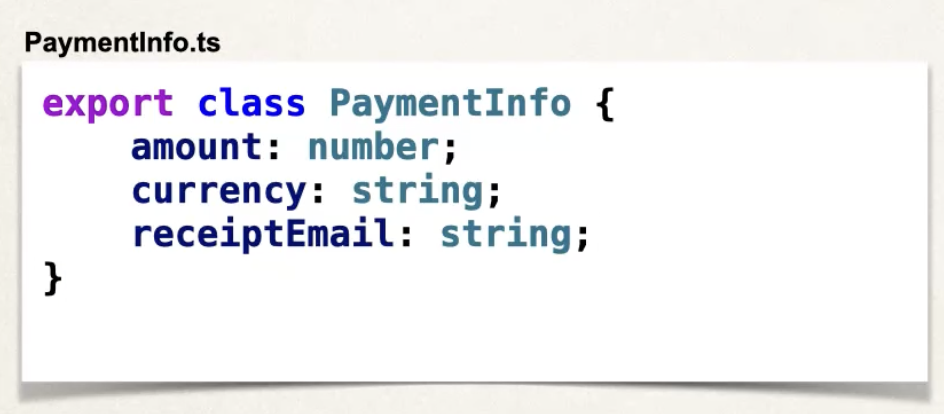 PaymentInfo.ts
export class PaymentInfo {
    amount: number;
    currency: string;
    receiptEmail: string;
}